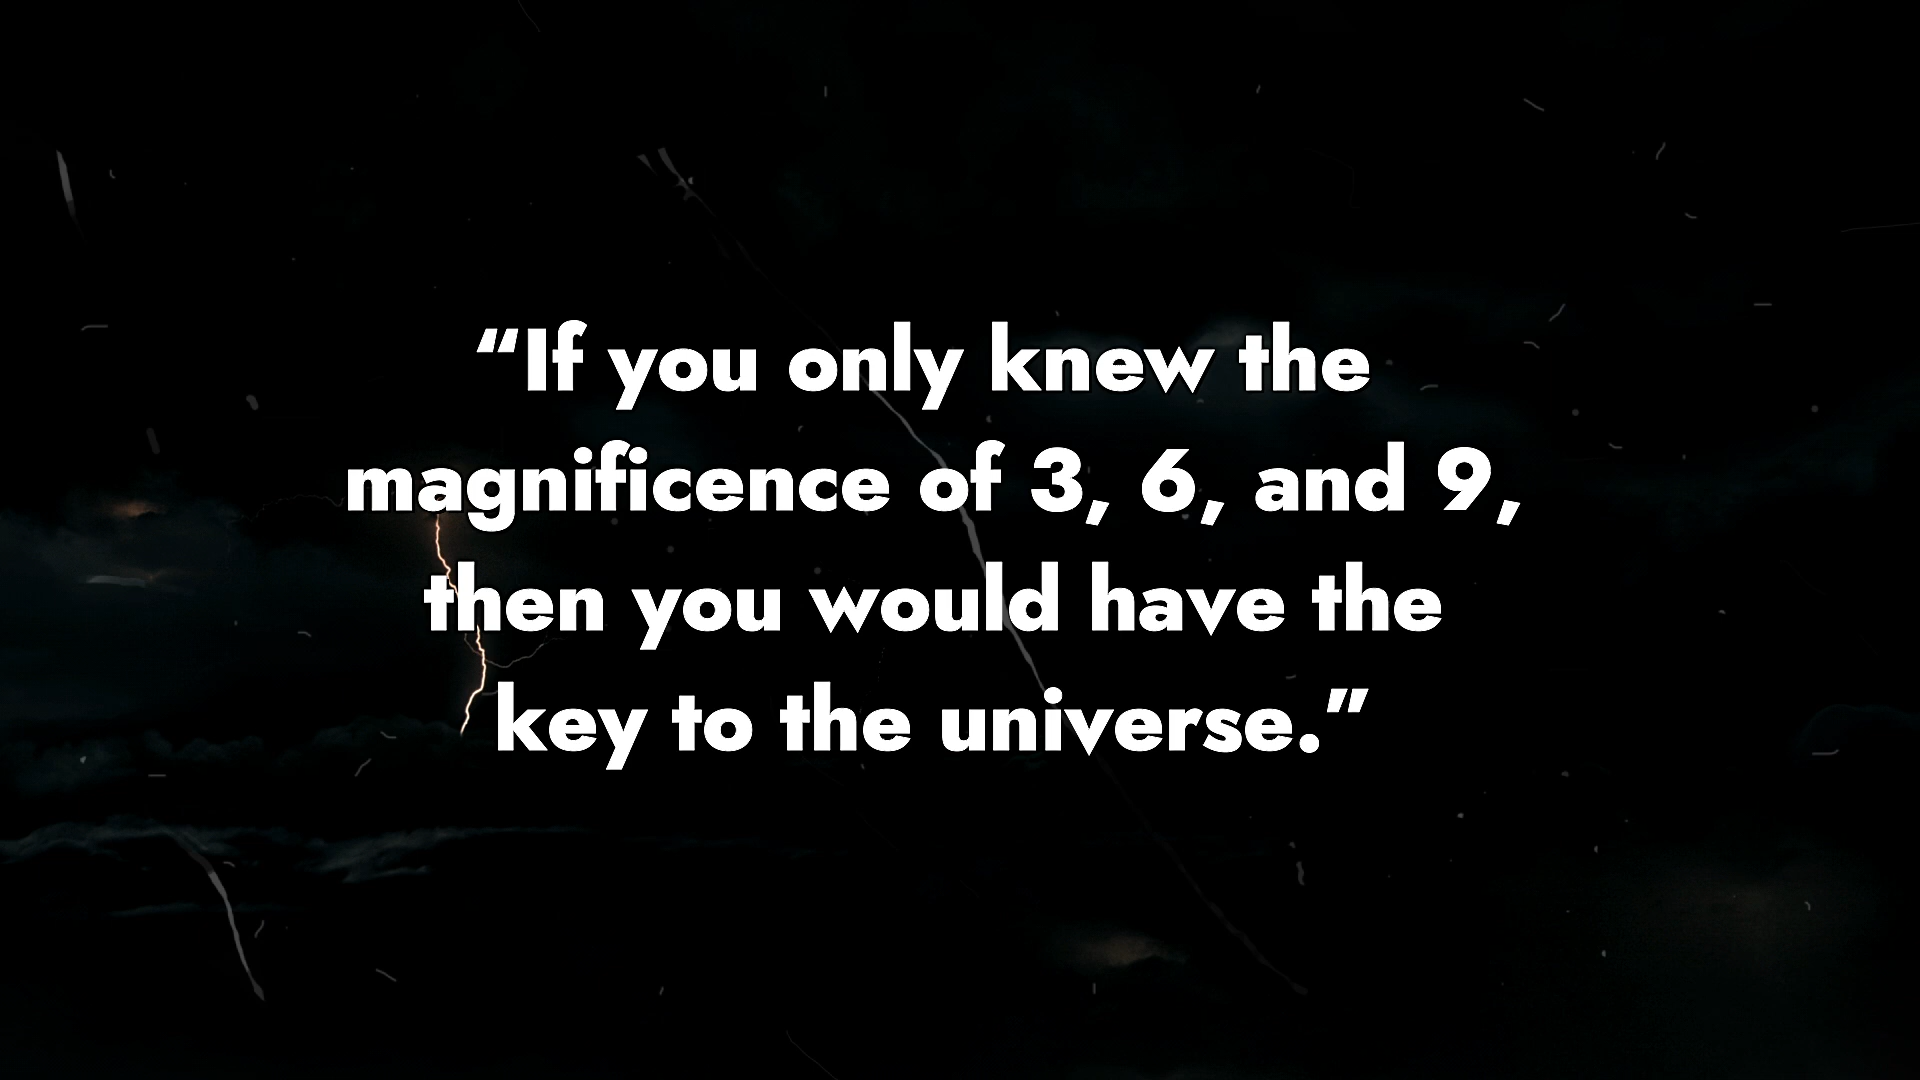 “If you only knew the
magnificence of 3, 6, and 9,
then you would have the
key to the universe.”